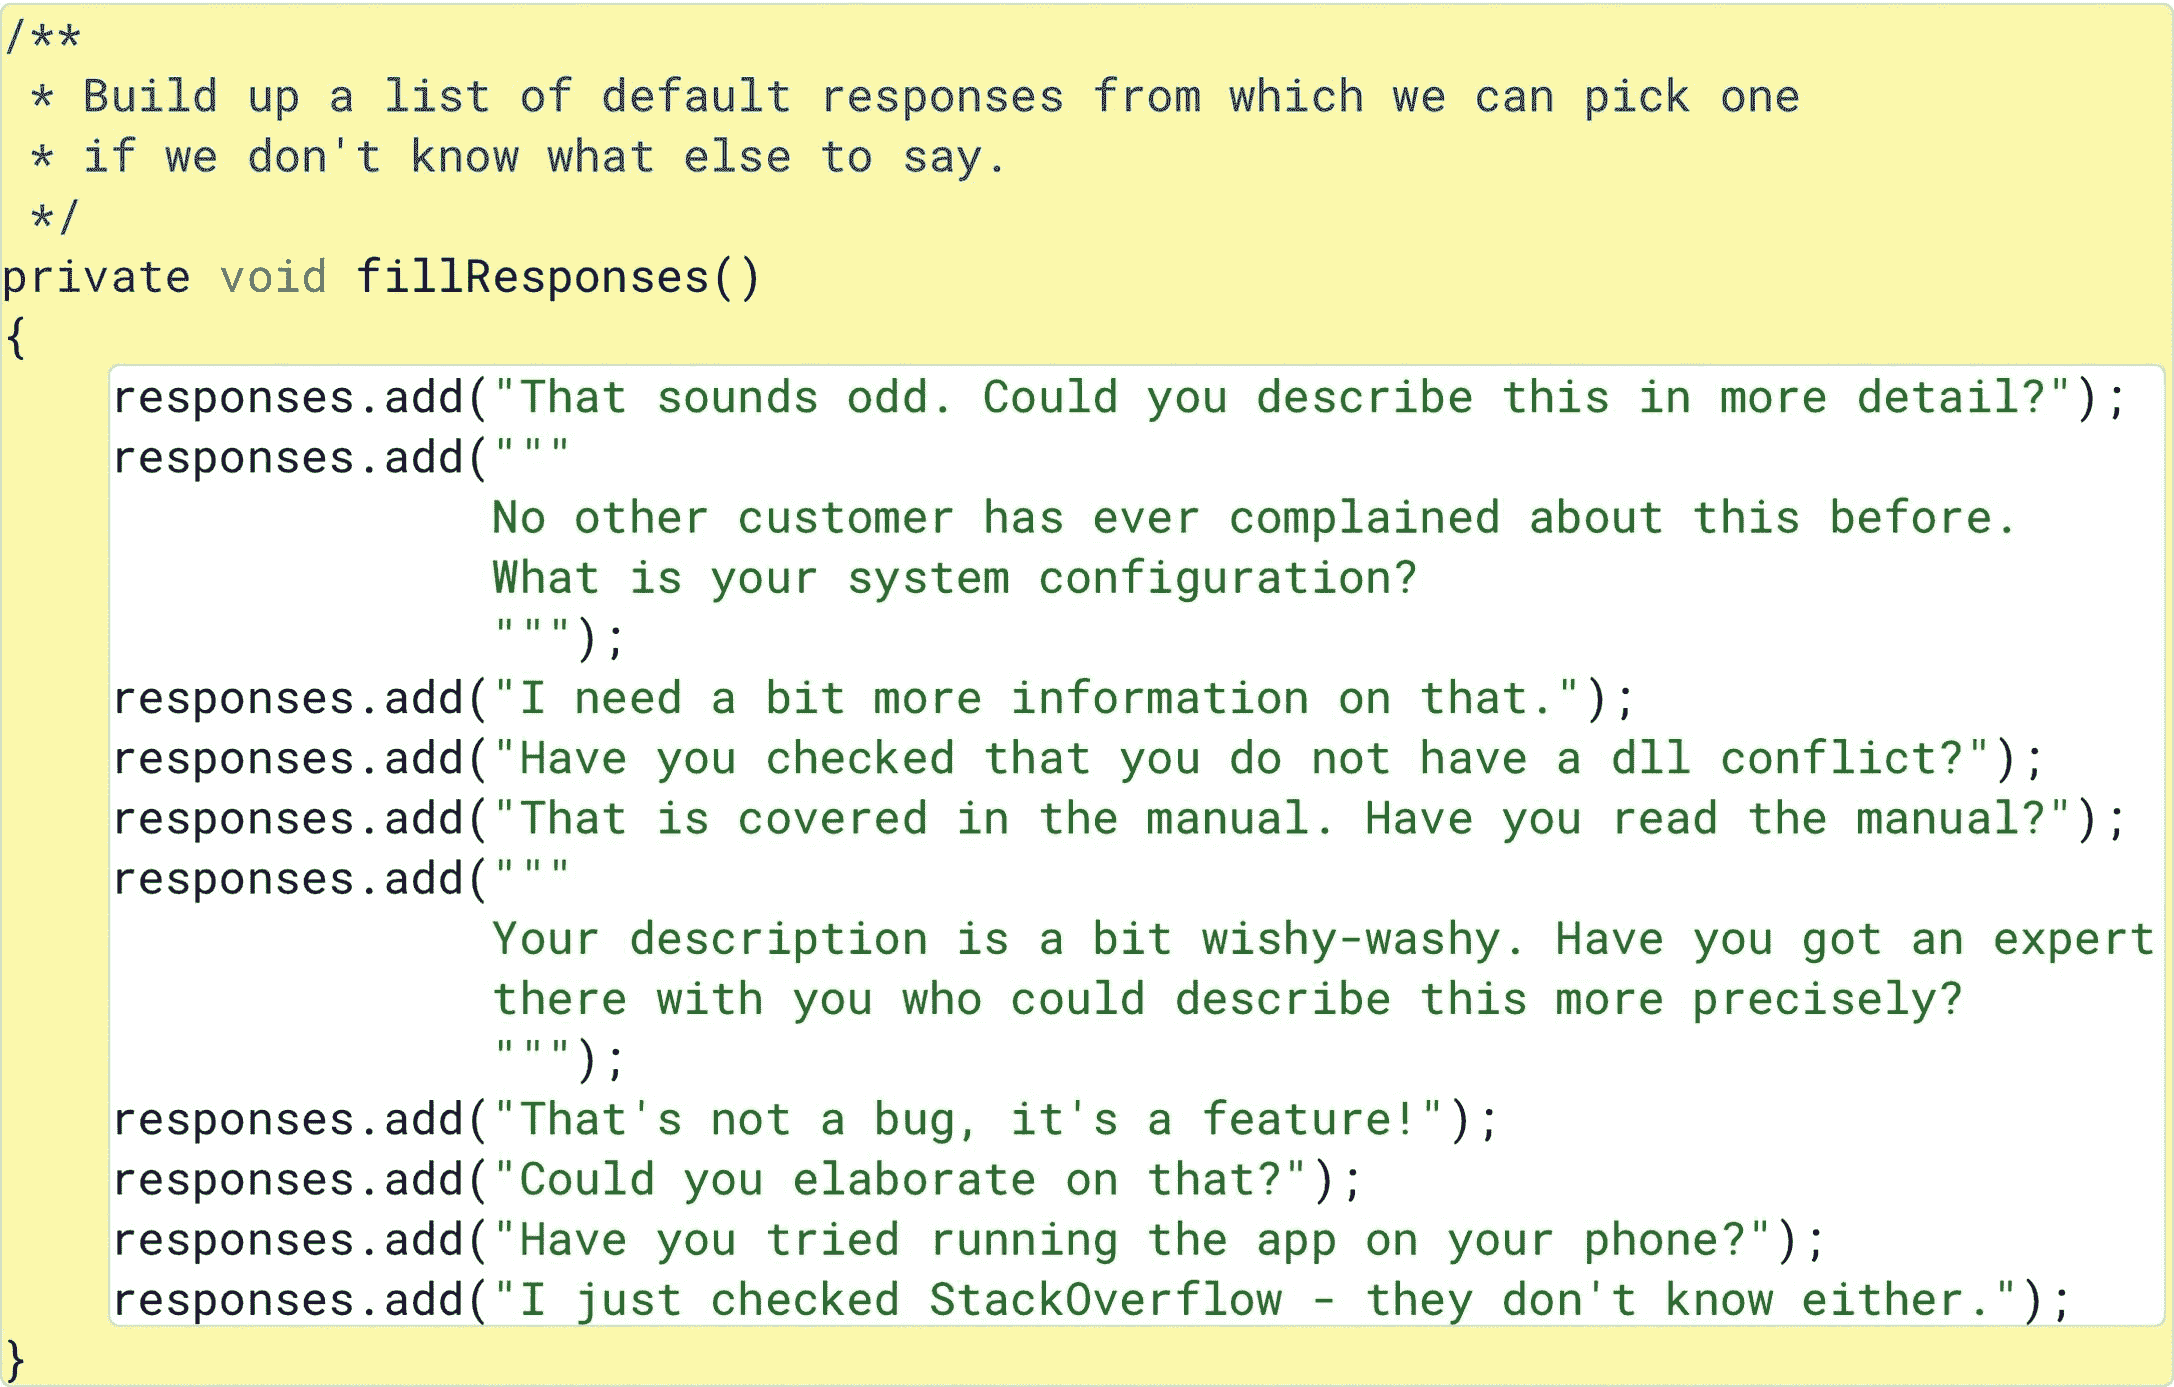 /**
 * Build up a list of default responses from which we can pick one
 * if we don't know what else to say.
 */
private void fillResponses()
{
    responses.add("That sounds odd. Could you describe this in more detail?");
    responses.add("""
                  No other customer has ever complained about this before.
                  What is your system configuration?
                  """);
    responses.add("I need a bit more information on that.");
    responses.add("Have you checked that you do not have a dll conflict?");
    responses.add("That is covered in the manual. Have you read the manual?");
    responses.add("""
                  Your description is a bit wishy-washy. Have you got an expert
                  there with you who could describe this more precisely?
                  """);
    responses.add("That's not a bug, it's a feature!");
    responses.add("Could you elaborate on that?");
    responses.add("Have you tried running the app on your phone?");
    responses.add("I just checked StackOverflow - they don't know either.");
}